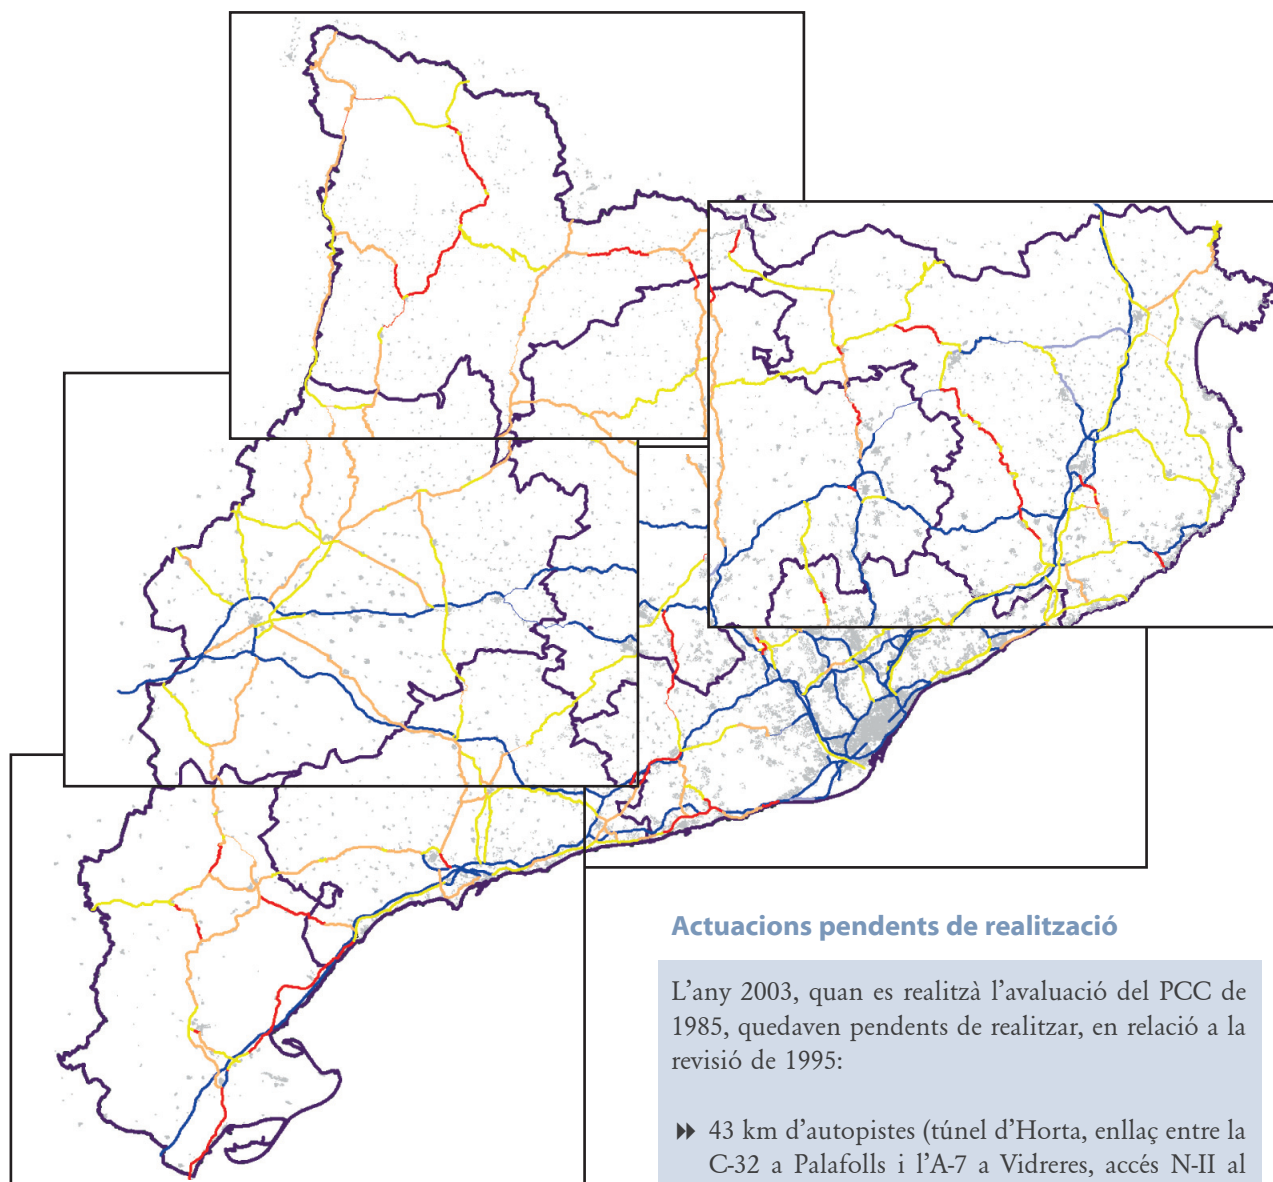 Actuacions pendents de realització
L’any 2003, quan es realitzà l’avaluació del PCC de
1985, quedaven pendents de realitzar, en relació a la
revisió de 1995:
43 km d’autopistes (túnel d’Horta, enllaç entre la
C-32 a Palafolls i l’A-7 a Vidreres, accés N-II al